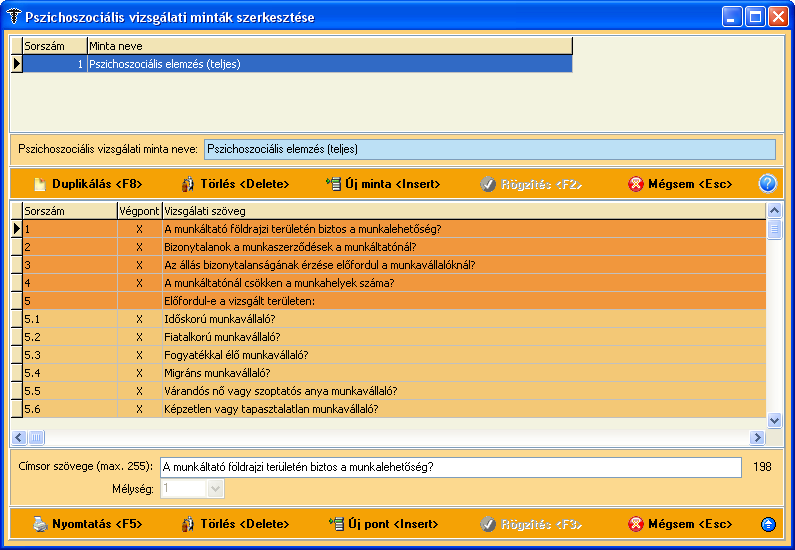 Pszichoszociális vizsgálati minták szerkesztése
Sorszám Minta neve
1 Pszichoszociális elemzés (teljes)
Pszichoszociális vizsgálati minta neve: Pszichoszociális elemzés (teljes)
Duplikálás <F8> Törlés <Delete> Új minta <Insert> Rögzítés <F2> Mégsem <Esc> ?
Sorszám Végpont Vizsgálati szöveg
1 X A munkáltató földrajzi területén biztos a munkalehetőség?
2 X Bizonytalanok a munkaszerződések a munkáltatónál?
3 X Az állás bizonytalanságának érzése előfordul a munkavállalóknál?
4 X A munkáltatónál csökken a munkahelyek száma?
5 Előfordul-e a vizsgált területen:
5.1 X Időskorú munkavállaló?
5.2 X Fiatalkorú munkavállaló?
5.3 X Fogyatékkal élő munkavállaló?
5.4 X Migráns munkavállaló?
5.5 X Várandós nő vagy szoptatós anya munkavállaló?
5.6 X Képzetlen vagy tapasztalatlan munkavállaló?
Címsor szövege (max. 255): A munkáltató földrajzi területén biztos a munkalehetőség? 198
Mélység: 1
Nyomtatás <F5> Törlés <Delete> Új pont <Insert> Rögzítés <F3> Mégsem <Esc>